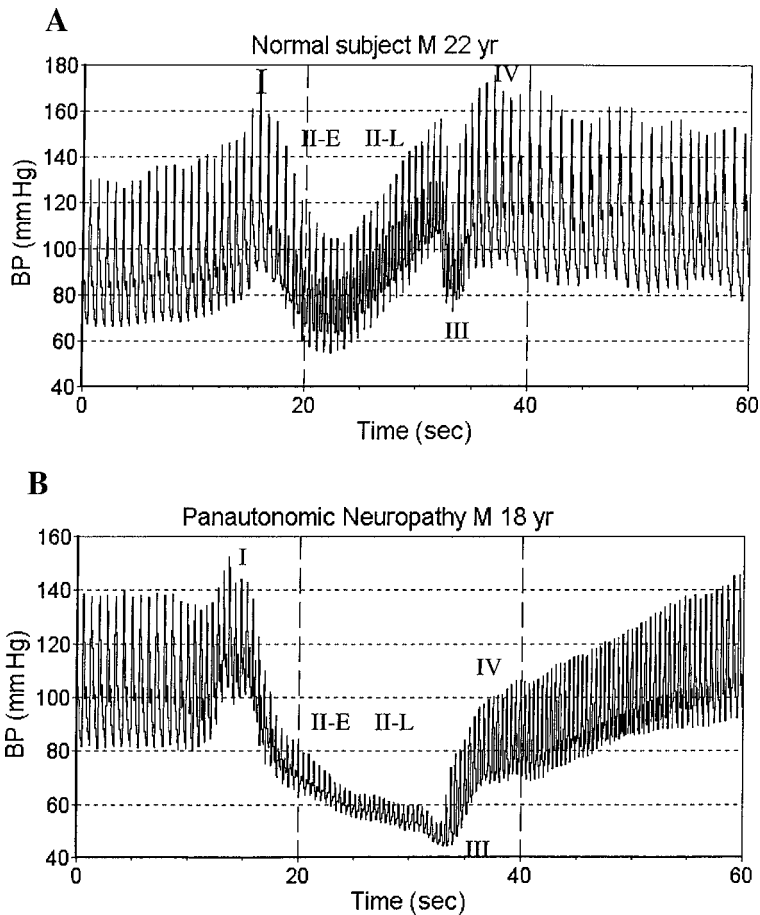 A
Normal subject M 22 yr
180
160
140
120
100
80
60
40
BP (mm Hg)
I
II-E II-L
III
IV
0 20 40 60
Time (sec)
B
Panautonomic Neuropathy M 18 yr
160
140
120
100
80
60
40
BP (mm Hg)
I
II-E II-L
III
IV
0 20 40 60
Time (sec)